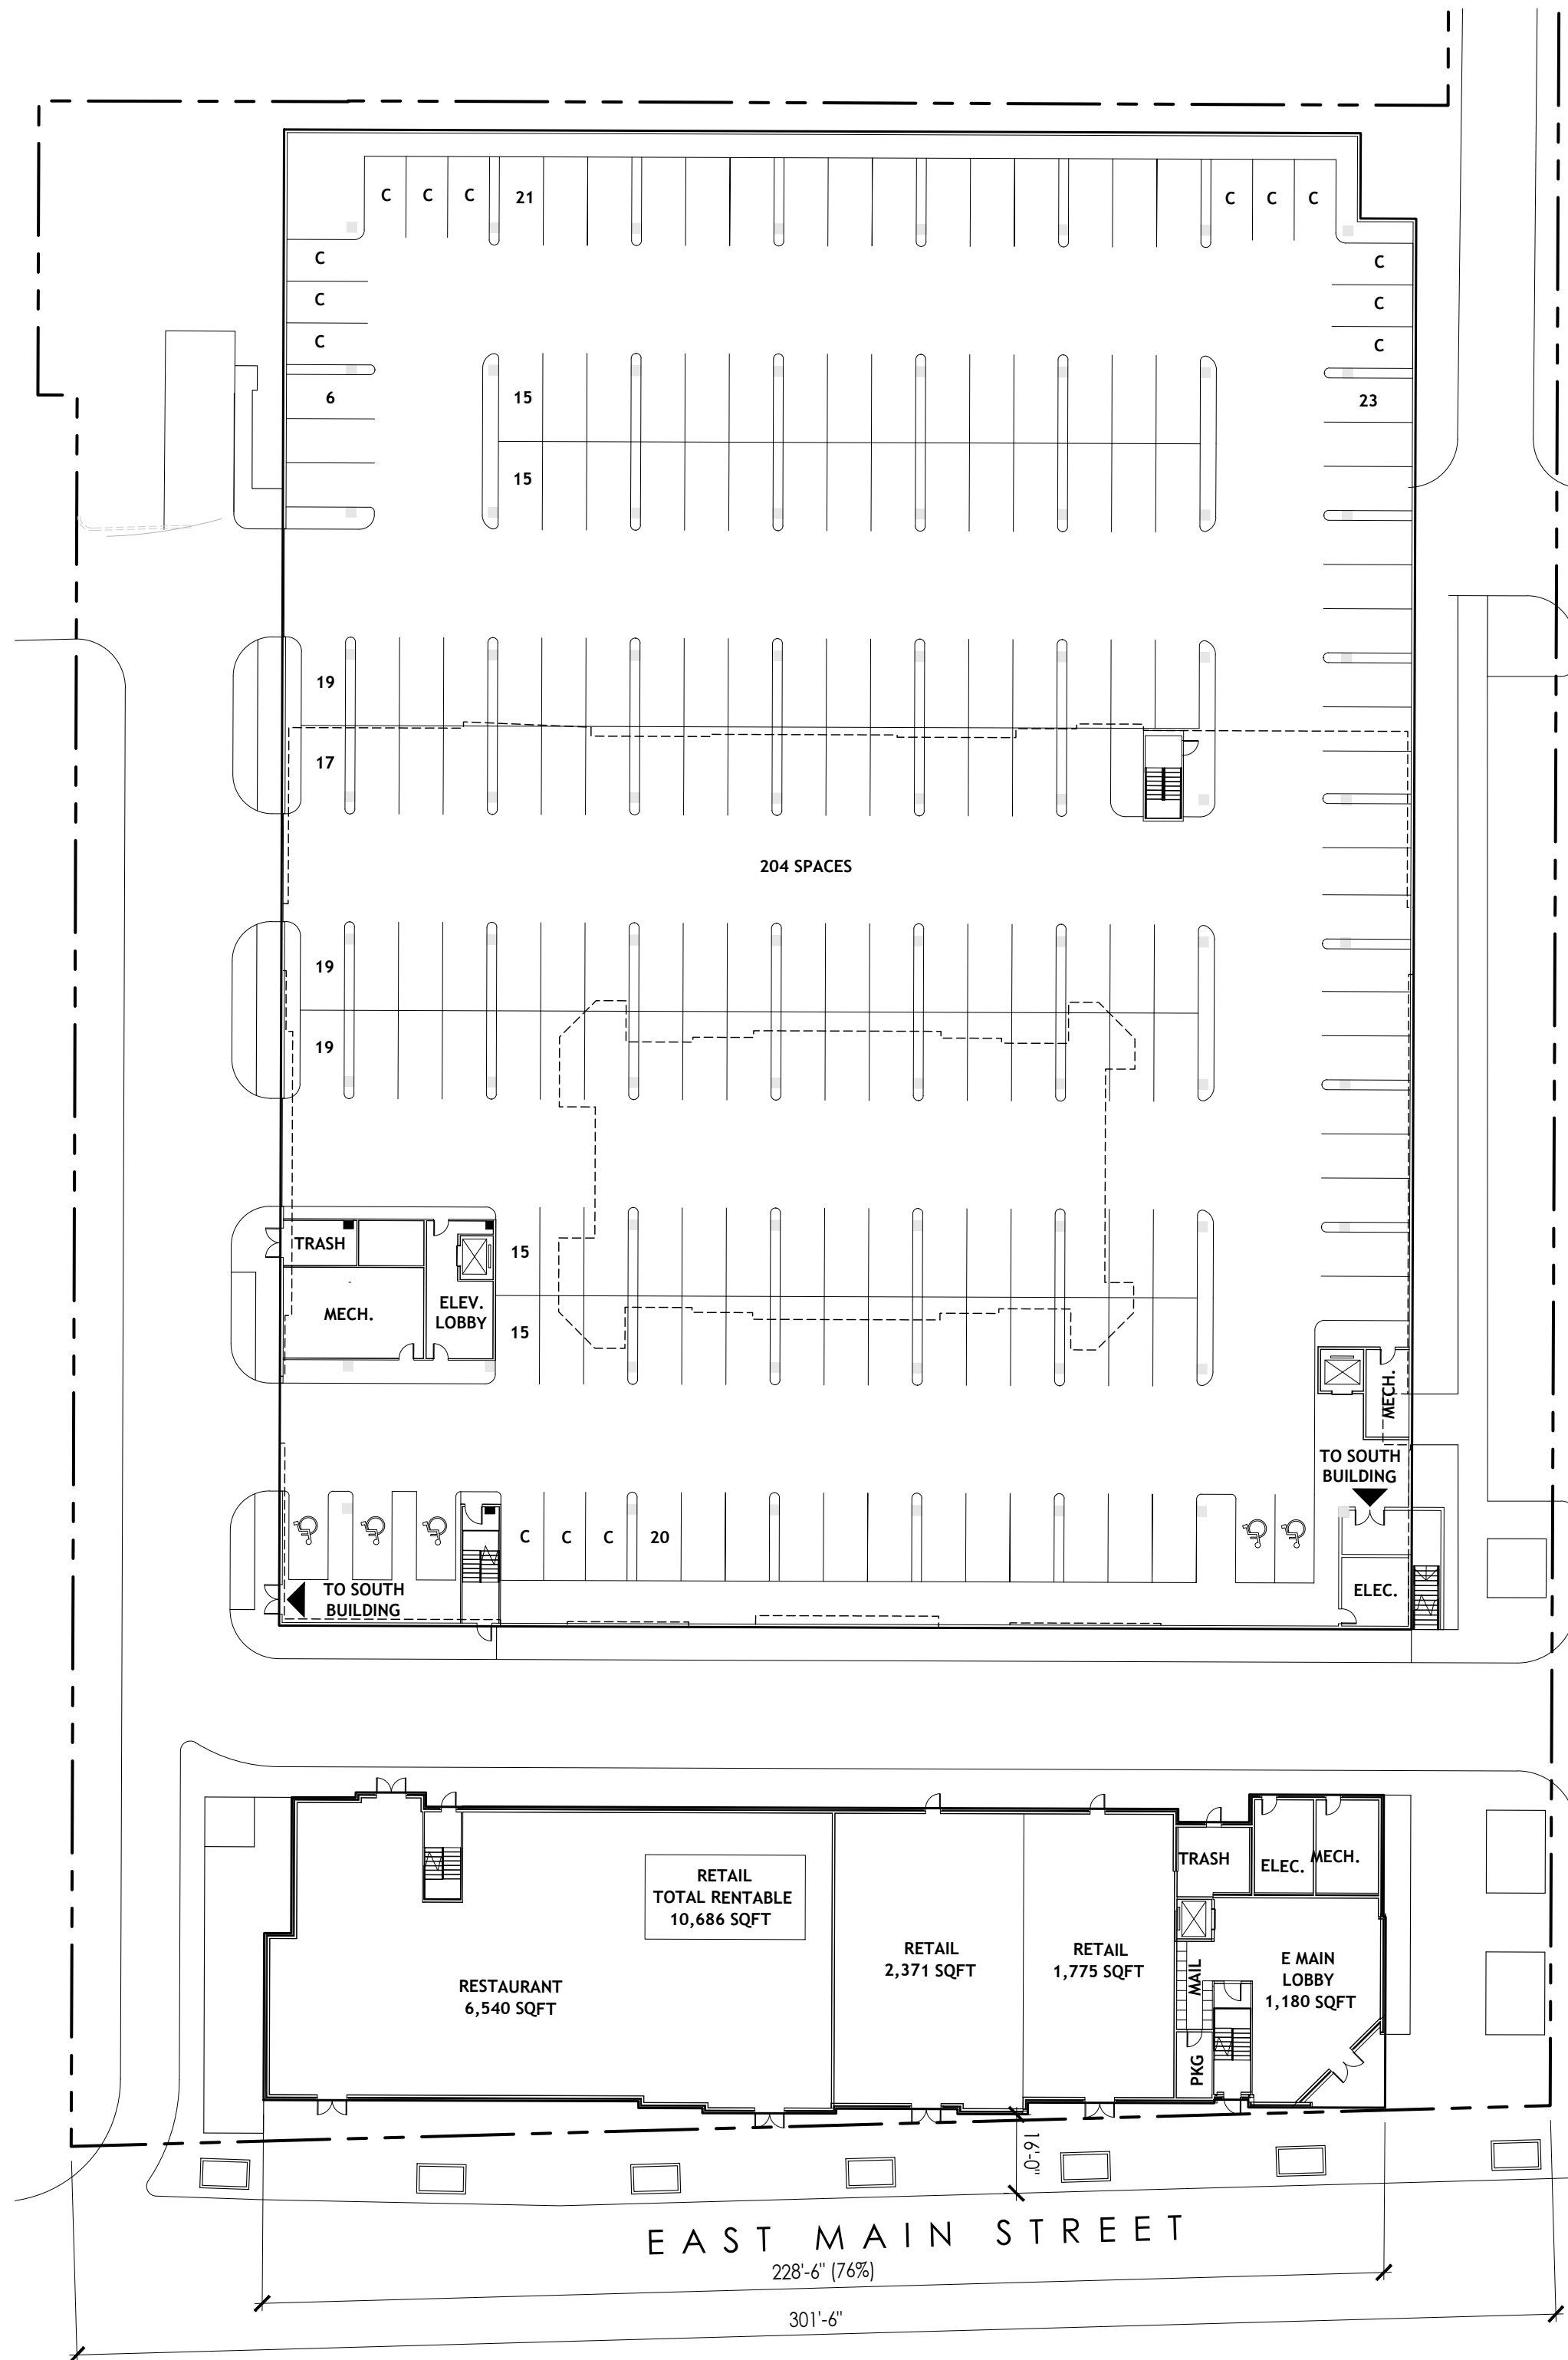 C
C
C
21
C
C
C
C
C
C
C
C
C
6
15
23
15
19
17
204 SPACES
19
19
TRASH
15
MECH.
ELEV.
LOBBY
15
MECH.
TO SOUTH
BUILDING
C
C
C
20
TO SOUTH
BUILDING
ELEC.
TRASH
ELEC.
MECH.
RETAIL
TOTAL RENTABLE
10,686 SQFT
RESTAURANT
6,540 SQFT
RETAIL
2,371 SQFT
RETAIL
1,775 SQFT
MAIL
E MAIN
LOBBY
1,180 SQFT
PKG
16'-0"
EAST MAIN STREET
228'-6" (76%)
301'-6"